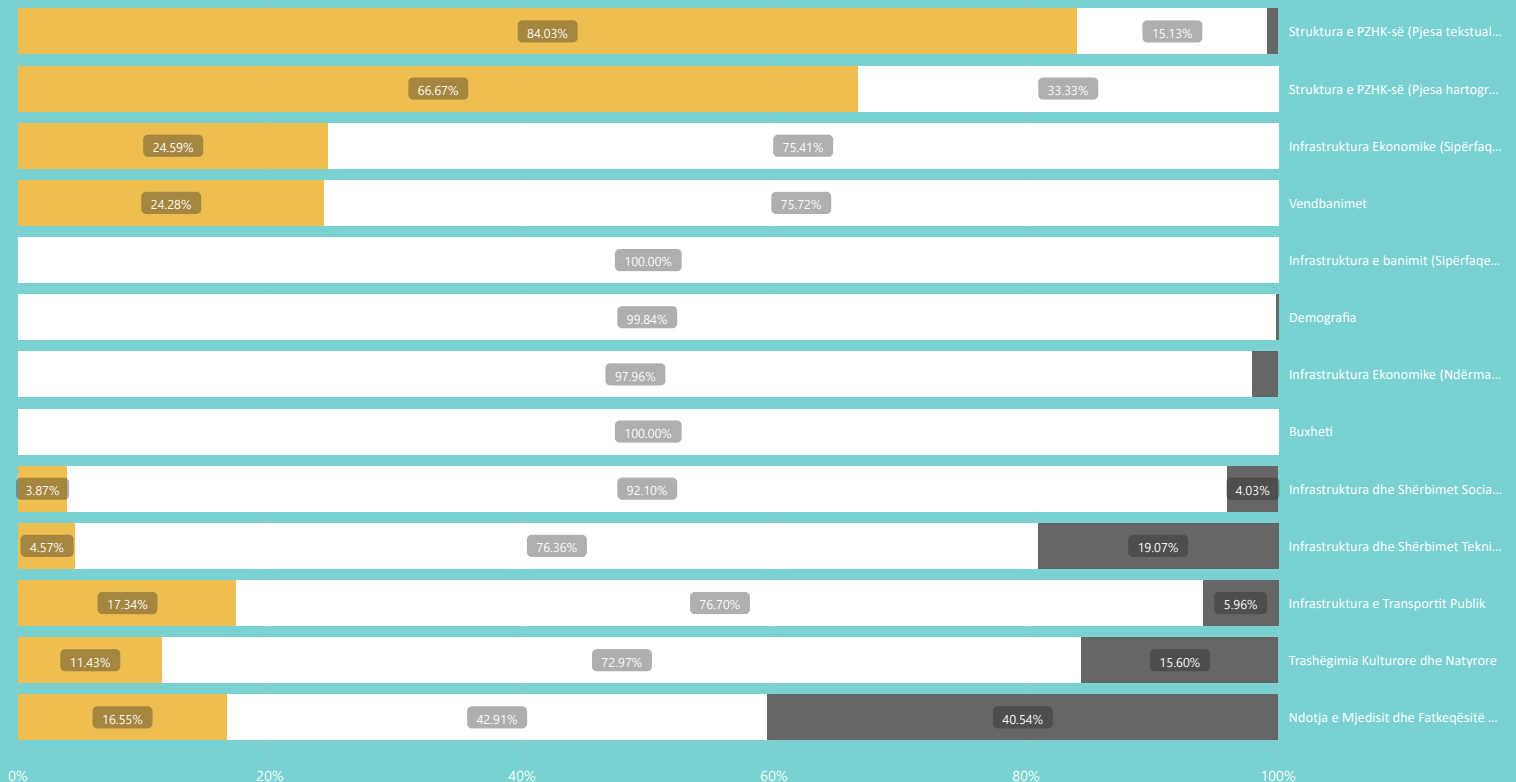 84.03% 15.13% Struktura e PZHK-së (Pjesa tekstual...
66.67% 33.33% Struktura e PZHK-së (Pjesa hartogr...
24.59% 75.41% Infrastruktura Ekonomike (Sipërfaq...
24.28% 75.72% Vendbanimet
100.00% Infrastruktura e banimit (Sipërfaqe...
99.84% Demografia
97.96% Infrastruktura Ekonomike (Ndërma...
100.00% Buxheti
3.87% 92.10% 4.03% Infrastruktura dhe Shërbimet Socia...
4.57% 76.36% 19.07% Infrastruktura dhe Shërbimet Tekni...
17.34% 76.70% 5.96% Infrastruktura e Transportit Publik
11.43% 72.97% 15.60% Trashëgimia Kulturore dhe Natyrore
16.55% 42.91% 40.54% Ndotja e Mjedisit dhe Fatkeqësitë ...
0% 20% 40% 60% 80% 100%